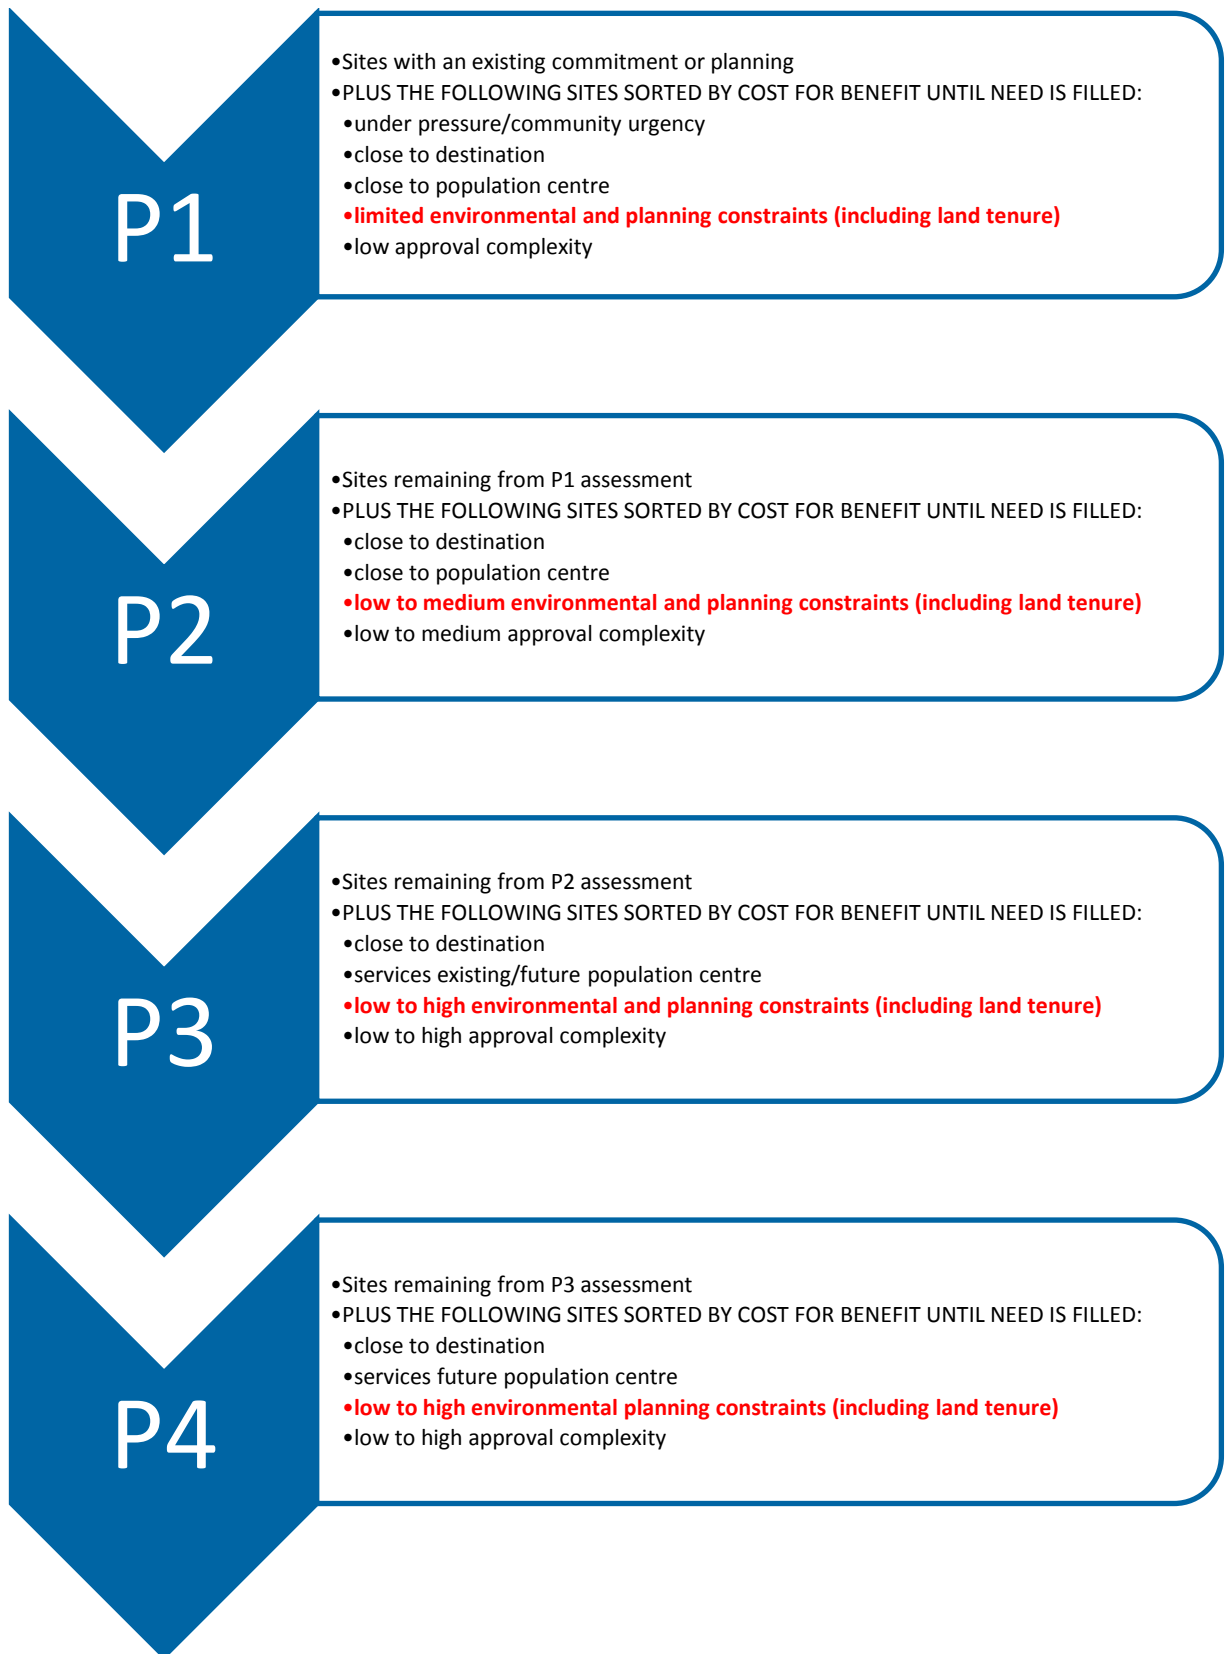 P1
•Sites with an existing commitment or planning
•PLUS THE FOLLOWING SITES SORTED BY COST FOR BENEFIT UNTIL NEED IS FILLED:
•under pressure/community urgency
•close to destination
•close to population centre
•limited environmental and planning constraints (including land tenure)
•low approval complexity
P2
•Sites remaining from P1 assessment
•PLUS THE FOLLOWING SITES SORTED BY COST FOR BENEFIT UNTIL NEED IS FILLED:
•close to destination
•close to population centre
•low to medium environmental and planning constraints (including land tenure)
•low to medium approval complexity
P3
•Sites remaining from P2 assessment
•PLUS THE FOLLOWING SITES SORTED BY COST FOR BENEFIT UNTIL NEED IS FILLED:
•close to destination
•services existing/future population centre
•low to high environmental and planning constraints (including land tenure)
•low to high approval complexity
P4
•Sites remaining from P3 assessment
•PLUS THE FOLLOWING SITES SORTED BY COST FOR BENEFIT UNTIL NEED IS FILLED:
•close to destination
•services future population centre
•low to high environmental planning constraints (including land tenure)
•low to high approval complexity